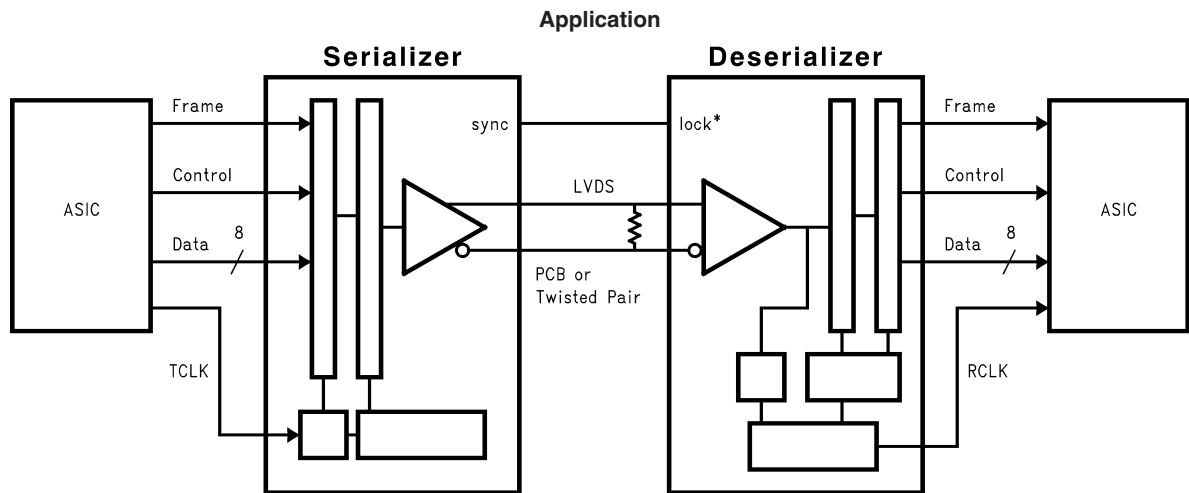 Application
Serializer
Deserializer
Frame
sync
lock*
Frame
Control
LVDS
Control
ASIC
ASIC
Data
8
Data
8
PCB or
Twisted Pair
TCLK
RCLK